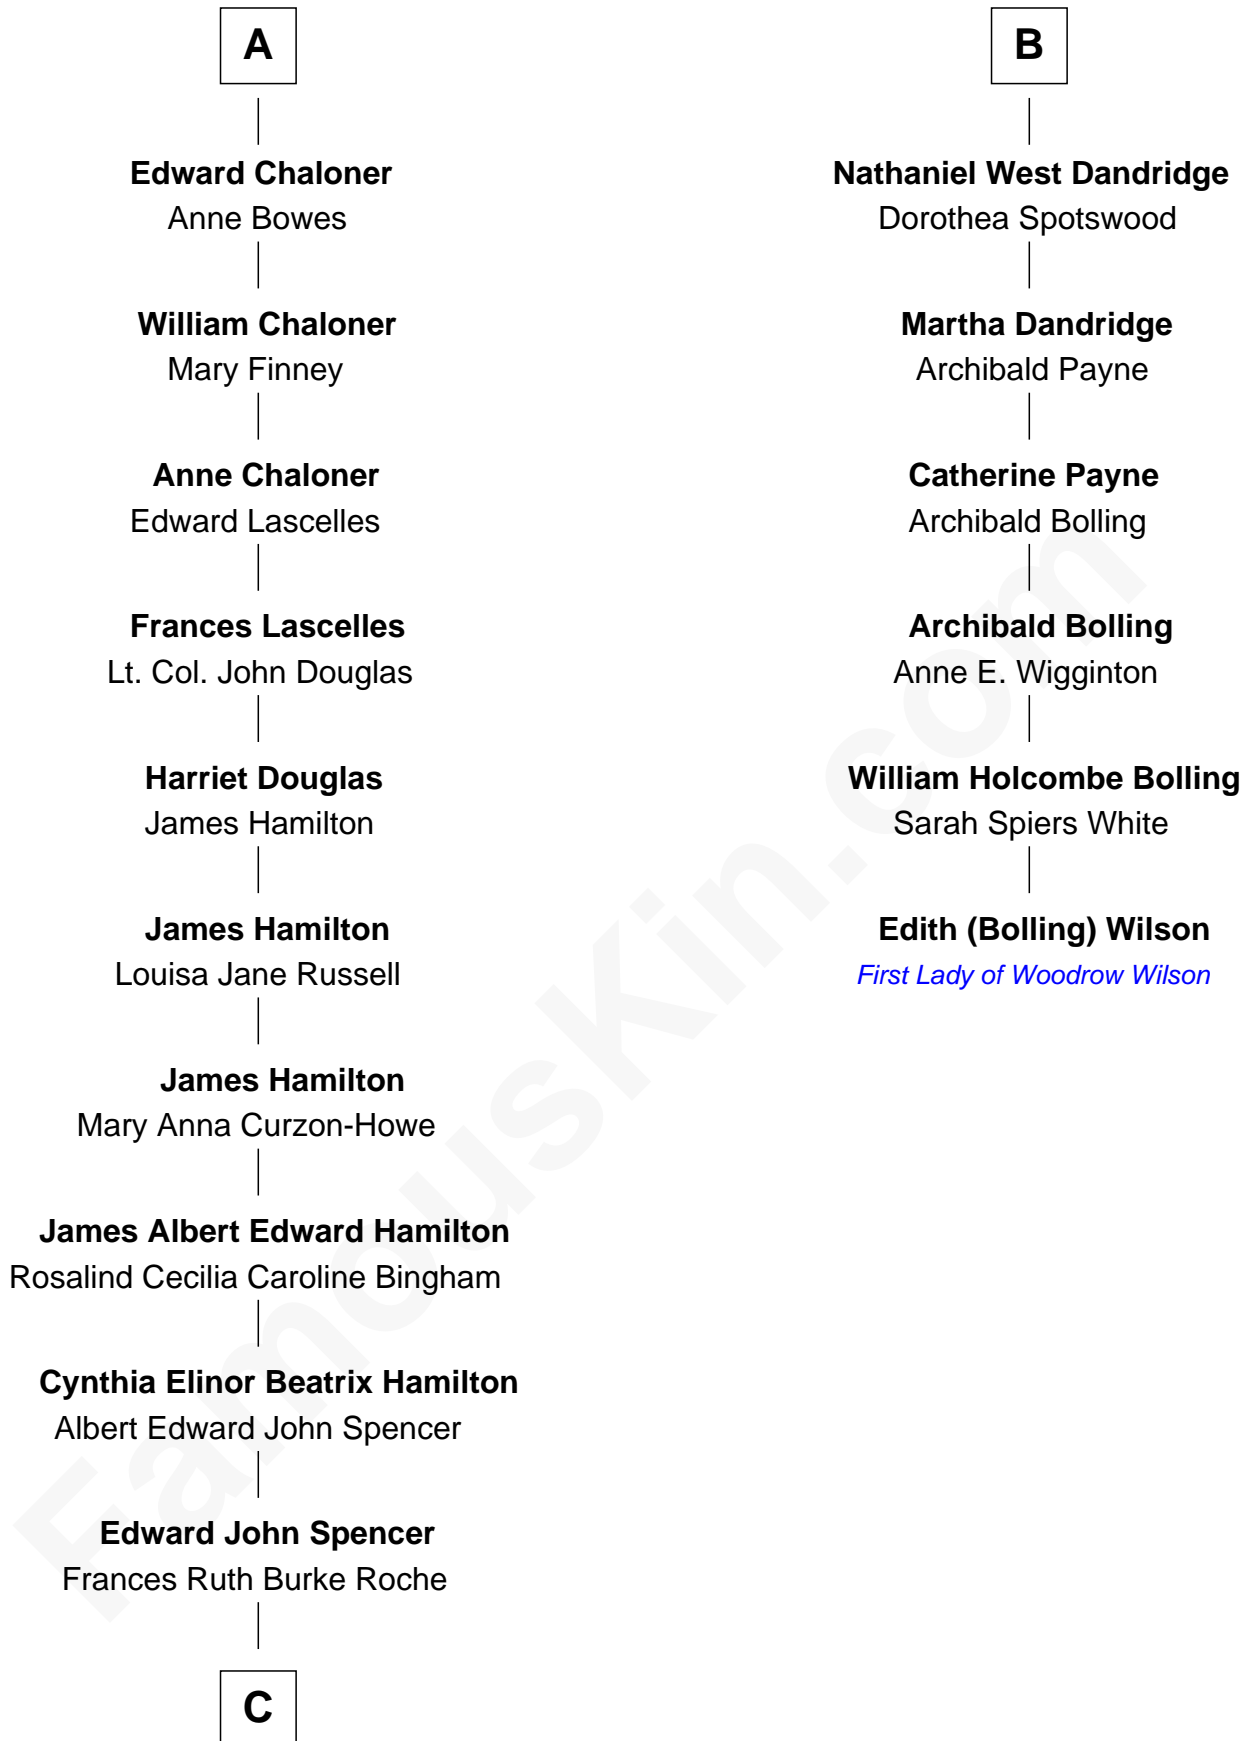 A
Edward Chaloner
Anne Bowes
William Chaloner
Mary Finney
Anne Chaloner
Edward Lascelles
Frances Lascelles
Lt. Col. John Douglas
Harriet Douglas
James Hamilton
James Hamilton
Louisa Jane Russell
James Hamilton
Mary Anna Curzon-Howe
James Albert Edward Hamilton
Rosalind Cecilia Caroline Bingham
Cynthia Elinor Beatrix Hamilton
Albert Edward John Spencer
Edward John Spencer
Frances Ruth Burke Roche
C
B
Nathaniel West Dandridge
Dorothea Spotswood
Martha Dandridge
Archibald Payne
Catherine Payne
Archibald Bolling
Archibald Bolling
Anne E. Wigginton
William Holcombe Bolling
Sarah Spiers White
Edith (Bolling) Wilson
First Lady of Woodrow Wilson
FamousKin.com